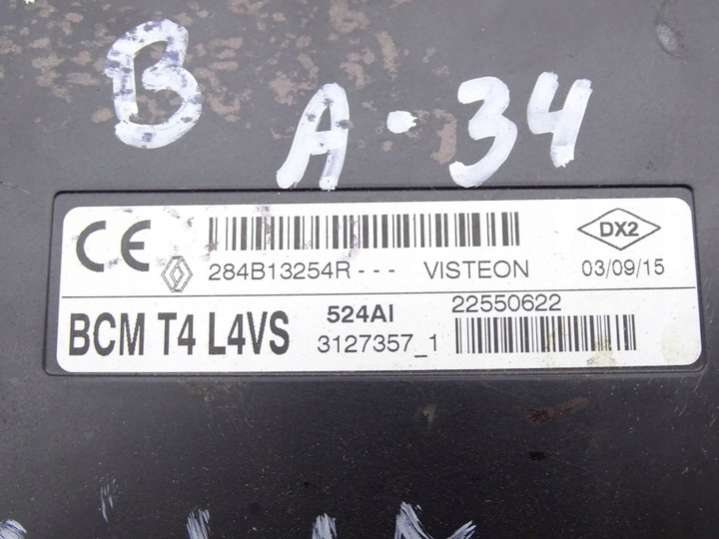 B
A-34
CE
DX2
284B13254R--- VISTEON 03/09/15
BCM T4 L4VS 524AI 22550622
3127357_1